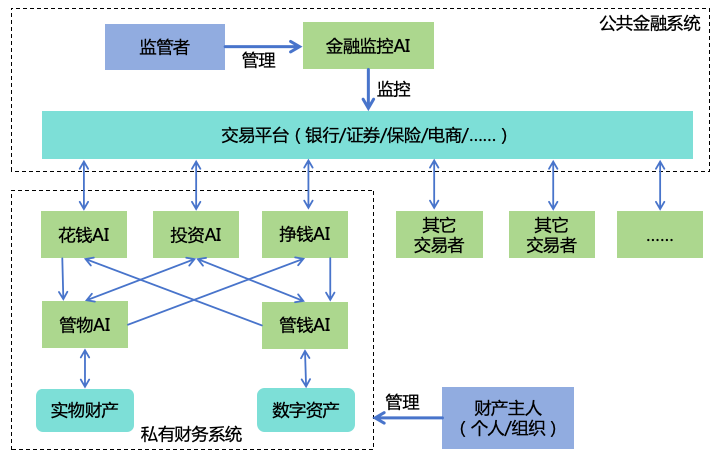 公共金融系统
监管者
管理
金融监控AI
监控
交易平台（银行/证券/保险/电商/……）
花钱AI
投资AI
挣钱AI
其它
交易者
其它
交易者
……
管物AI
管钱AI
实物财产
数字资产
私有财务系统
管理
财产主人
（个人/组织）